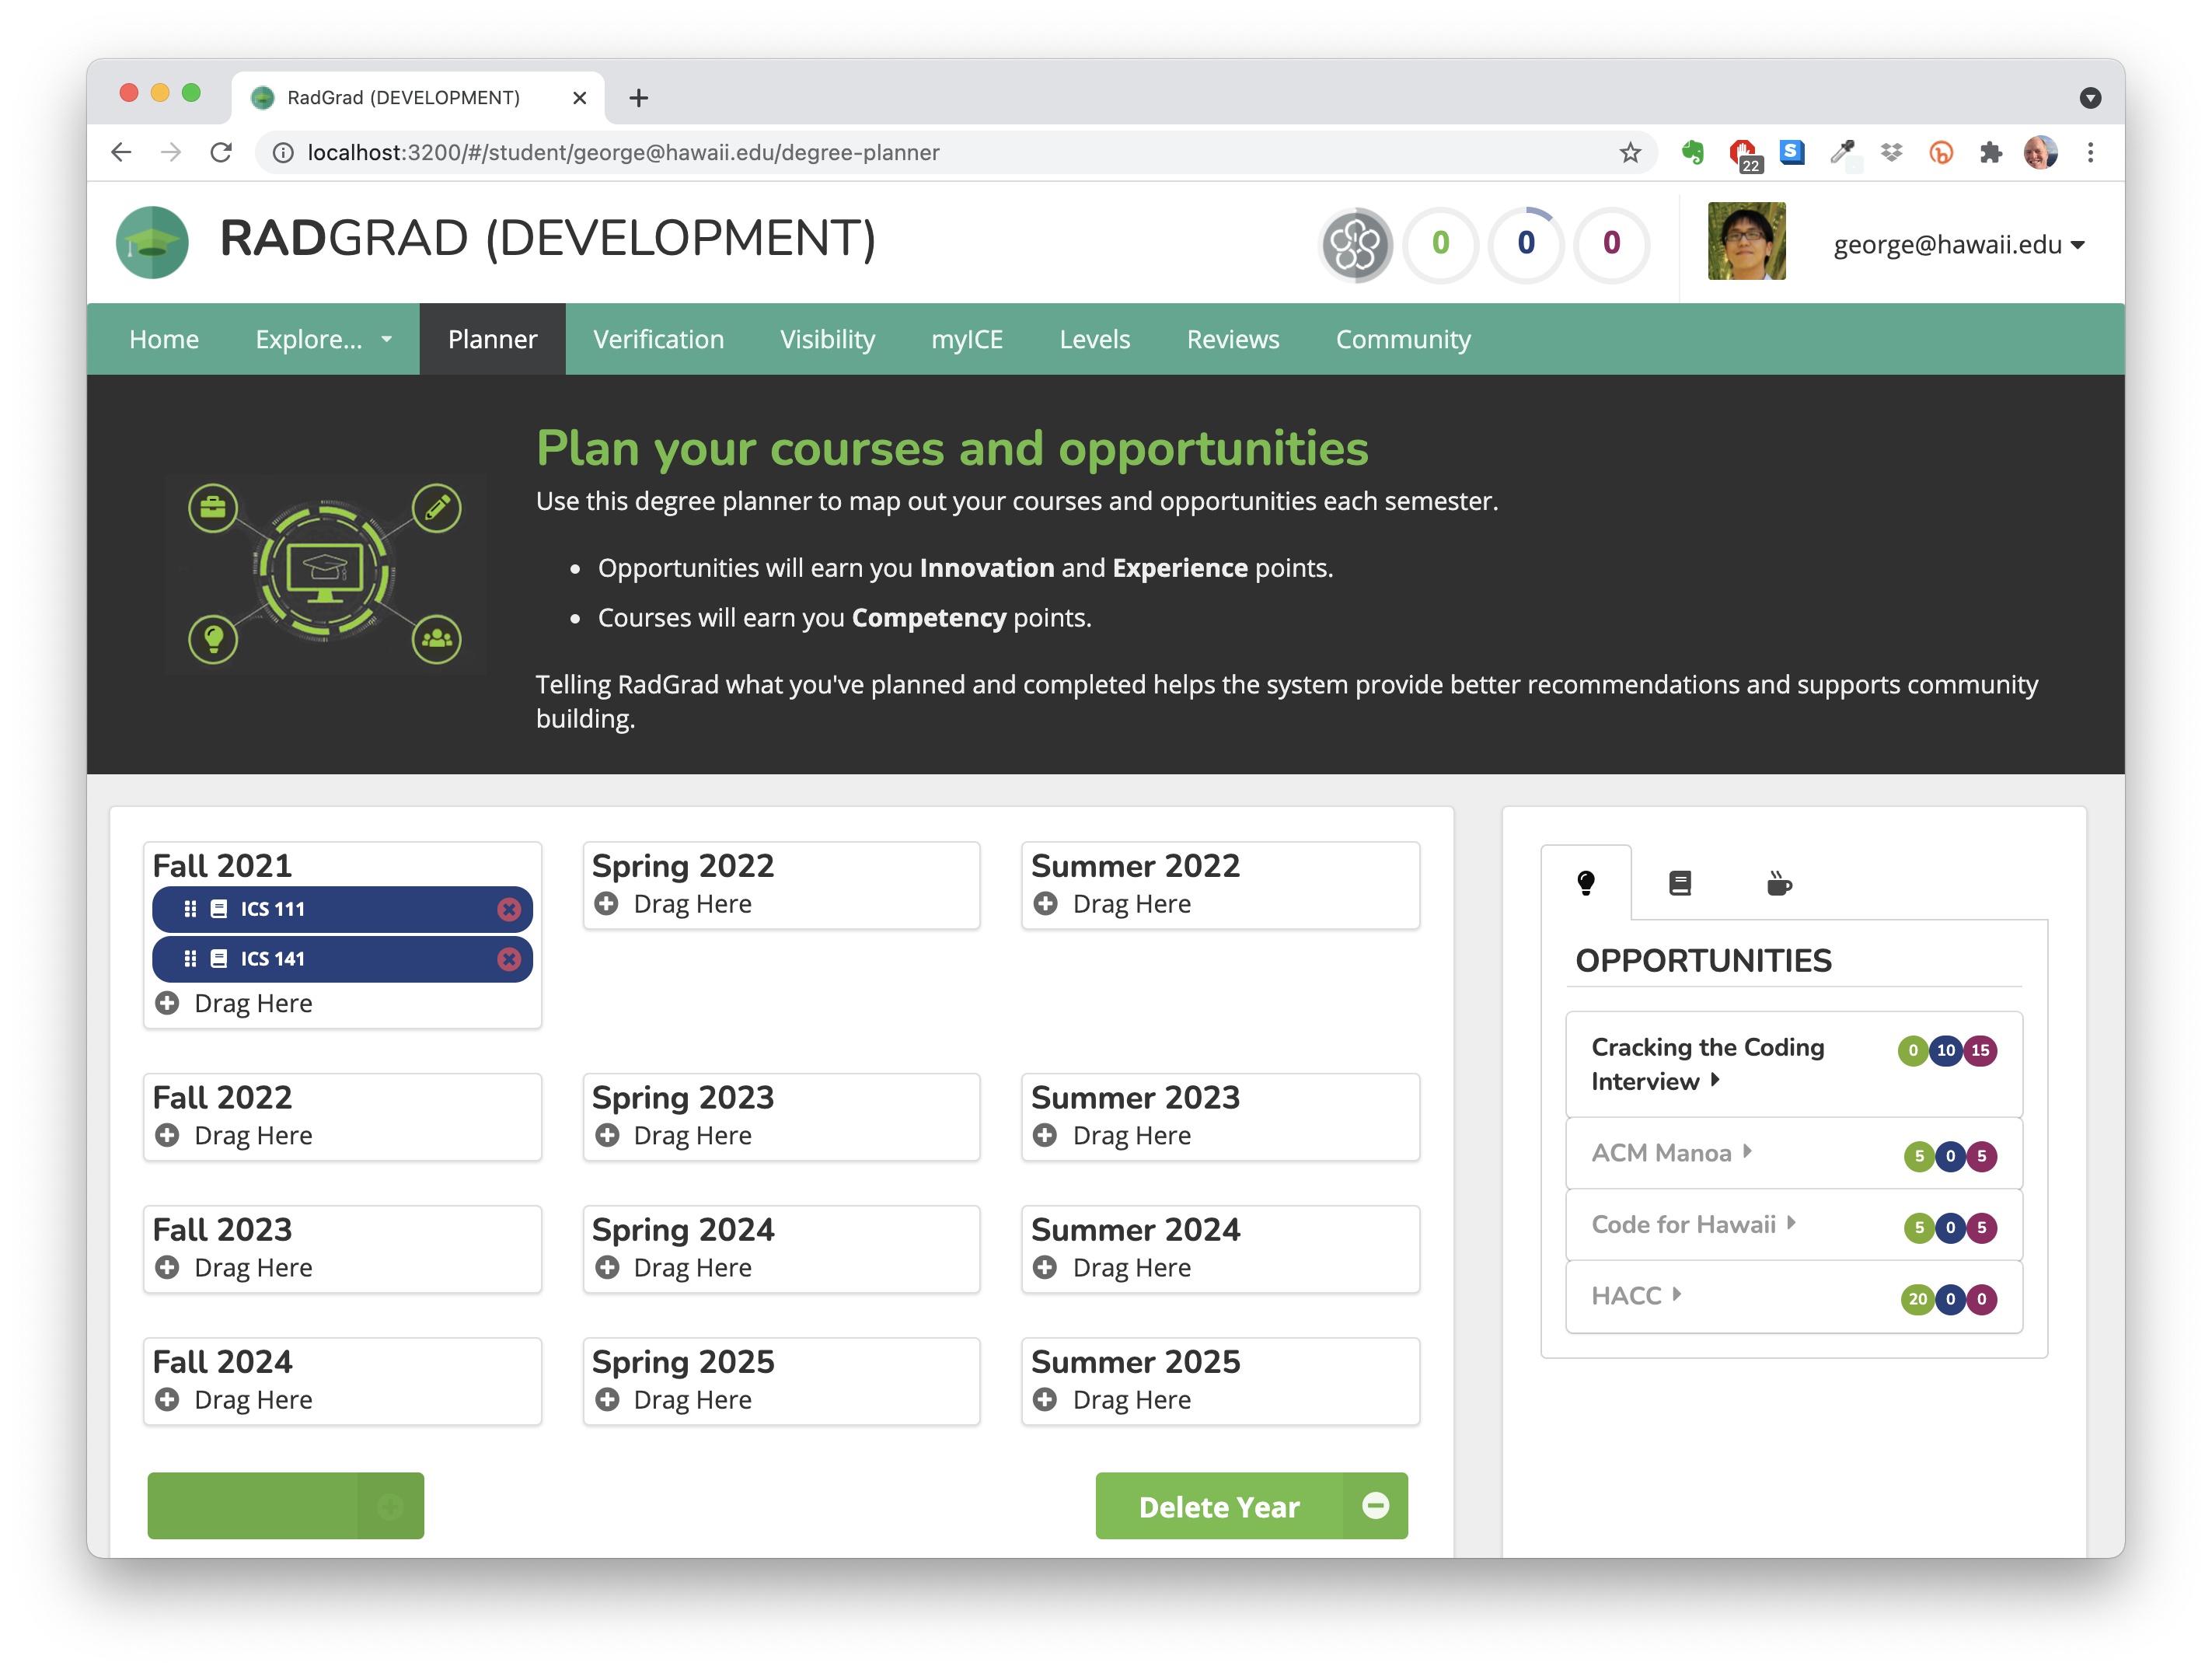 RadGrad (DEVELOPMENT)
localhost:3200/#/student/george@hawaii.edu/degree-planner
22
S
RADGRAD (DEVELOPMENT)
0
0
0
george@hawaii.edu
Home
Explore...
Planner
Verification
Visibility
myICE
Levels
Reviews
Community
Plan your courses and opportunities
Use this degree planner to map out your courses and opportunities each semester.
Opportunities will earn you Innovation and Experience points.
Courses will earn you Competency points.
Telling RadGrad what you've planned and completed helps the system provide better recommendations and supports community
building.
Fall 2021
ICS 111
ICS 141
Drag Here
Spring 2022
Drag Here
Summer 2022
Drag Here
Fall 2022
Drag Here
Spring 2023
Drag Here
Summer 2023
Drag Here
Fall 2023
Drag Here
Spring 2024
Drag Here
Summer 2024
Drag Here
Fall 2024
Drag Here
Spring 2025
Drag Here
Summer 2025
Drag Here
Delete Year
OPPORTUNITIES
Cracking the Coding
Interview
0 10 15
ACM Manoa
5 0 5
Code for Hawaii
5 0 5
HACC
20 0 0